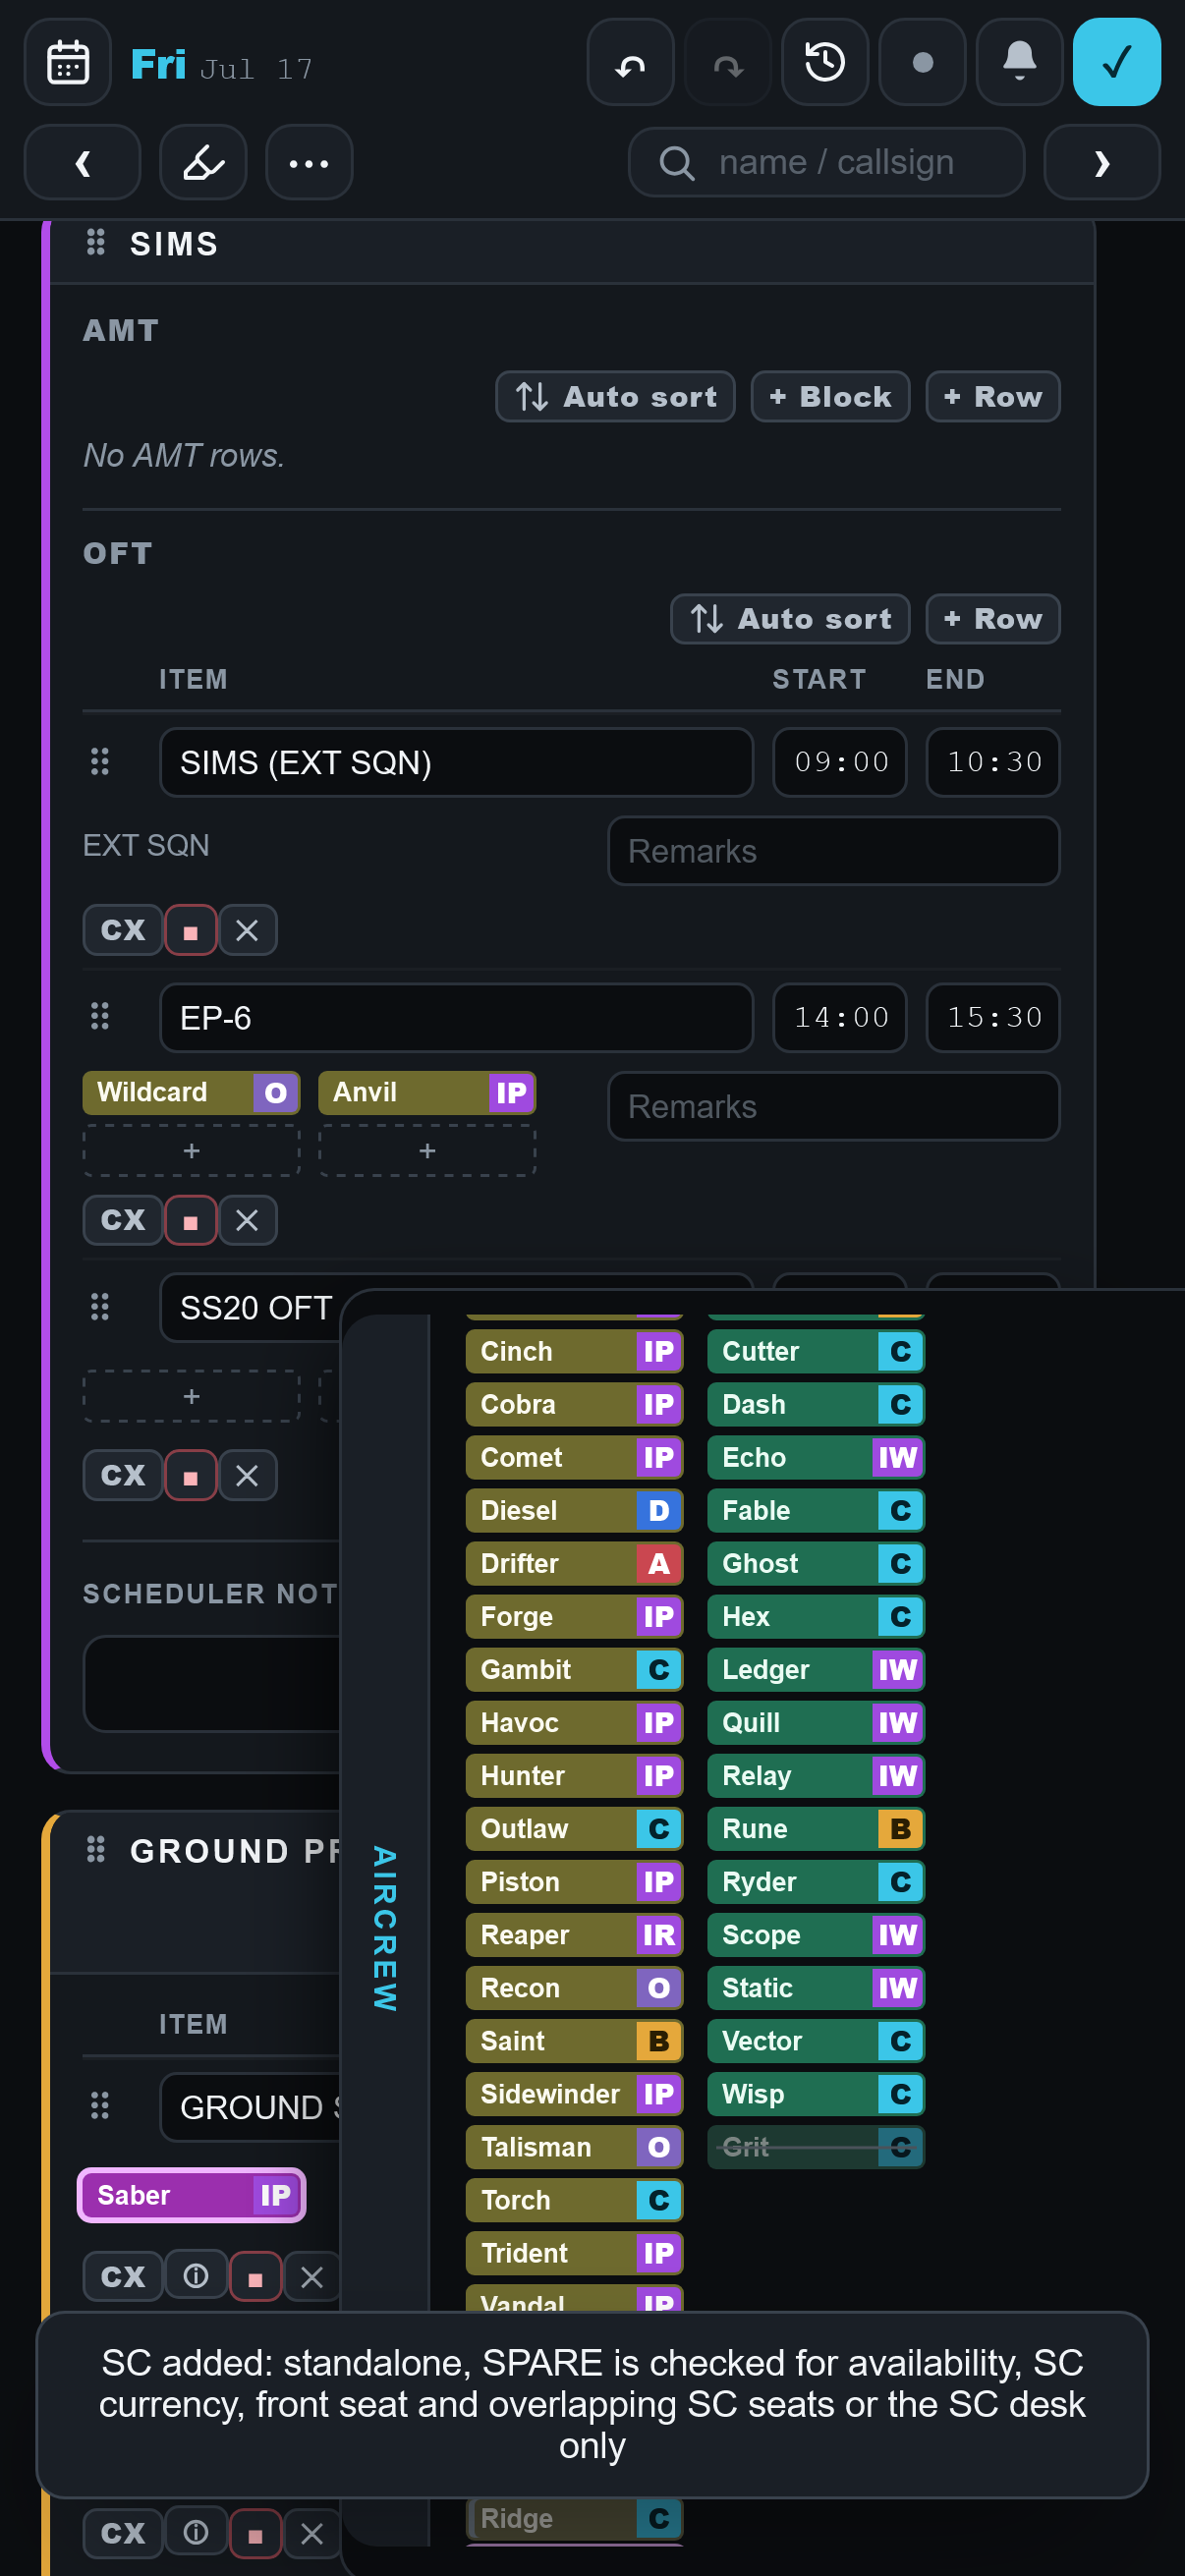 Fri Jul 17
name / callsign
SIMS
AMT
Auto sort
+ Block
+ Row
No AMT rows.
OFT
Auto sort
+ Row
ITEM START END
SIMS (EXT SQN) 09:00 10:30
EXT SQN Remarks
CX
EP-6 14:00 15:30
Wildcard O Anvil IP Remarks
+ +
CX
SS20 OFT
+
CX
SCHEDULER NOT
GROUND PR
ITEM
GROUND S
Saber IP
CX
CX
AIRCREW
Cinch IP
Cobra IP
Comet IP
Diesel D
Drifter A
Forge IP
Gambit C
Havoc IP
Hunter IP
Outlaw C
Piston IP
Reaper IR
Recon O
Saint B
Sidewinder IP
Talisman O
Torch C
Trident IP
Vandal IP
Ridge C
Cutter C
Dash C
Echo IW
Fable C
Ghost C
Hex C
Ledger IW
Quill IW
Relay IW
Rune B
Ryder C
Scope IW
Static IW
Vector C
Wisp C
Grit C
SC added: standalone, SPARE is checked for availability, SC
currency, front seat and overlapping SC seats or the SC desk
only